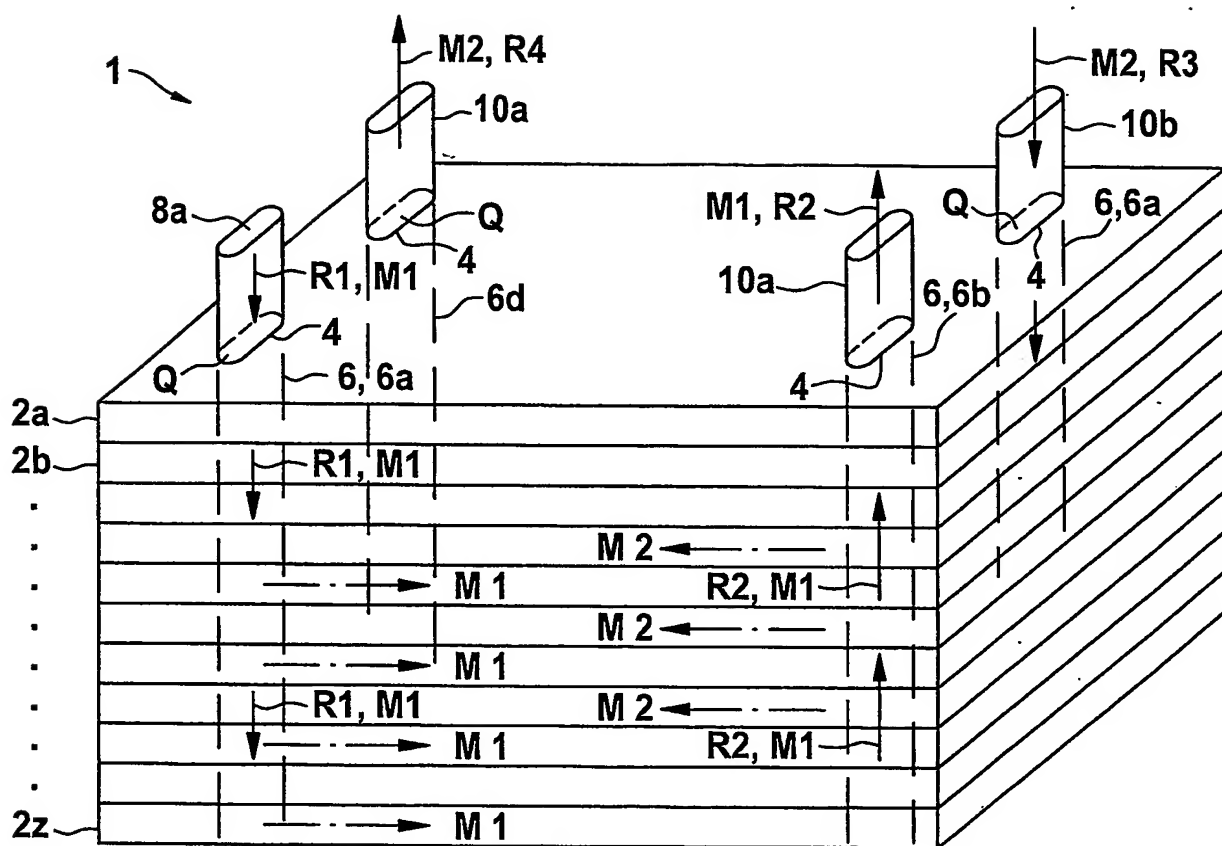 1
M2, R4
M2, R3
10a
10b
8a
M1, R2
Q
Q
6,6a
4
4
R1, M1
10a
6,6b
4
6d
Q
6, 6a
4
2a
2b
R1, M1
M 2
M 1
R2, M1
M 2
M 1
R1, M1
M 2
M 1
R2, M1
2z
M 1